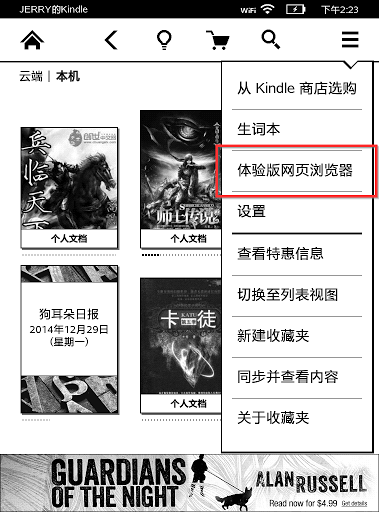 JERRY的Kindle
WiFi
下午2:23
云端 | 本机
从 Kindle 商店选购
生词本
体验版网页浏览器
设置
查看特惠信息
切换至列表视图
新建收藏夹
同步并查看内容
关于收藏夹
兵临天下
创世中文网
个人文档
师士传说
个人文档
狗耳朵日报
2014年12月29日
(星期一)
卡徒
KATU
个人文档
GUARDIANS
OF THE NIGHT
ALAN RUSSELL
Read now for $4.99 Get details